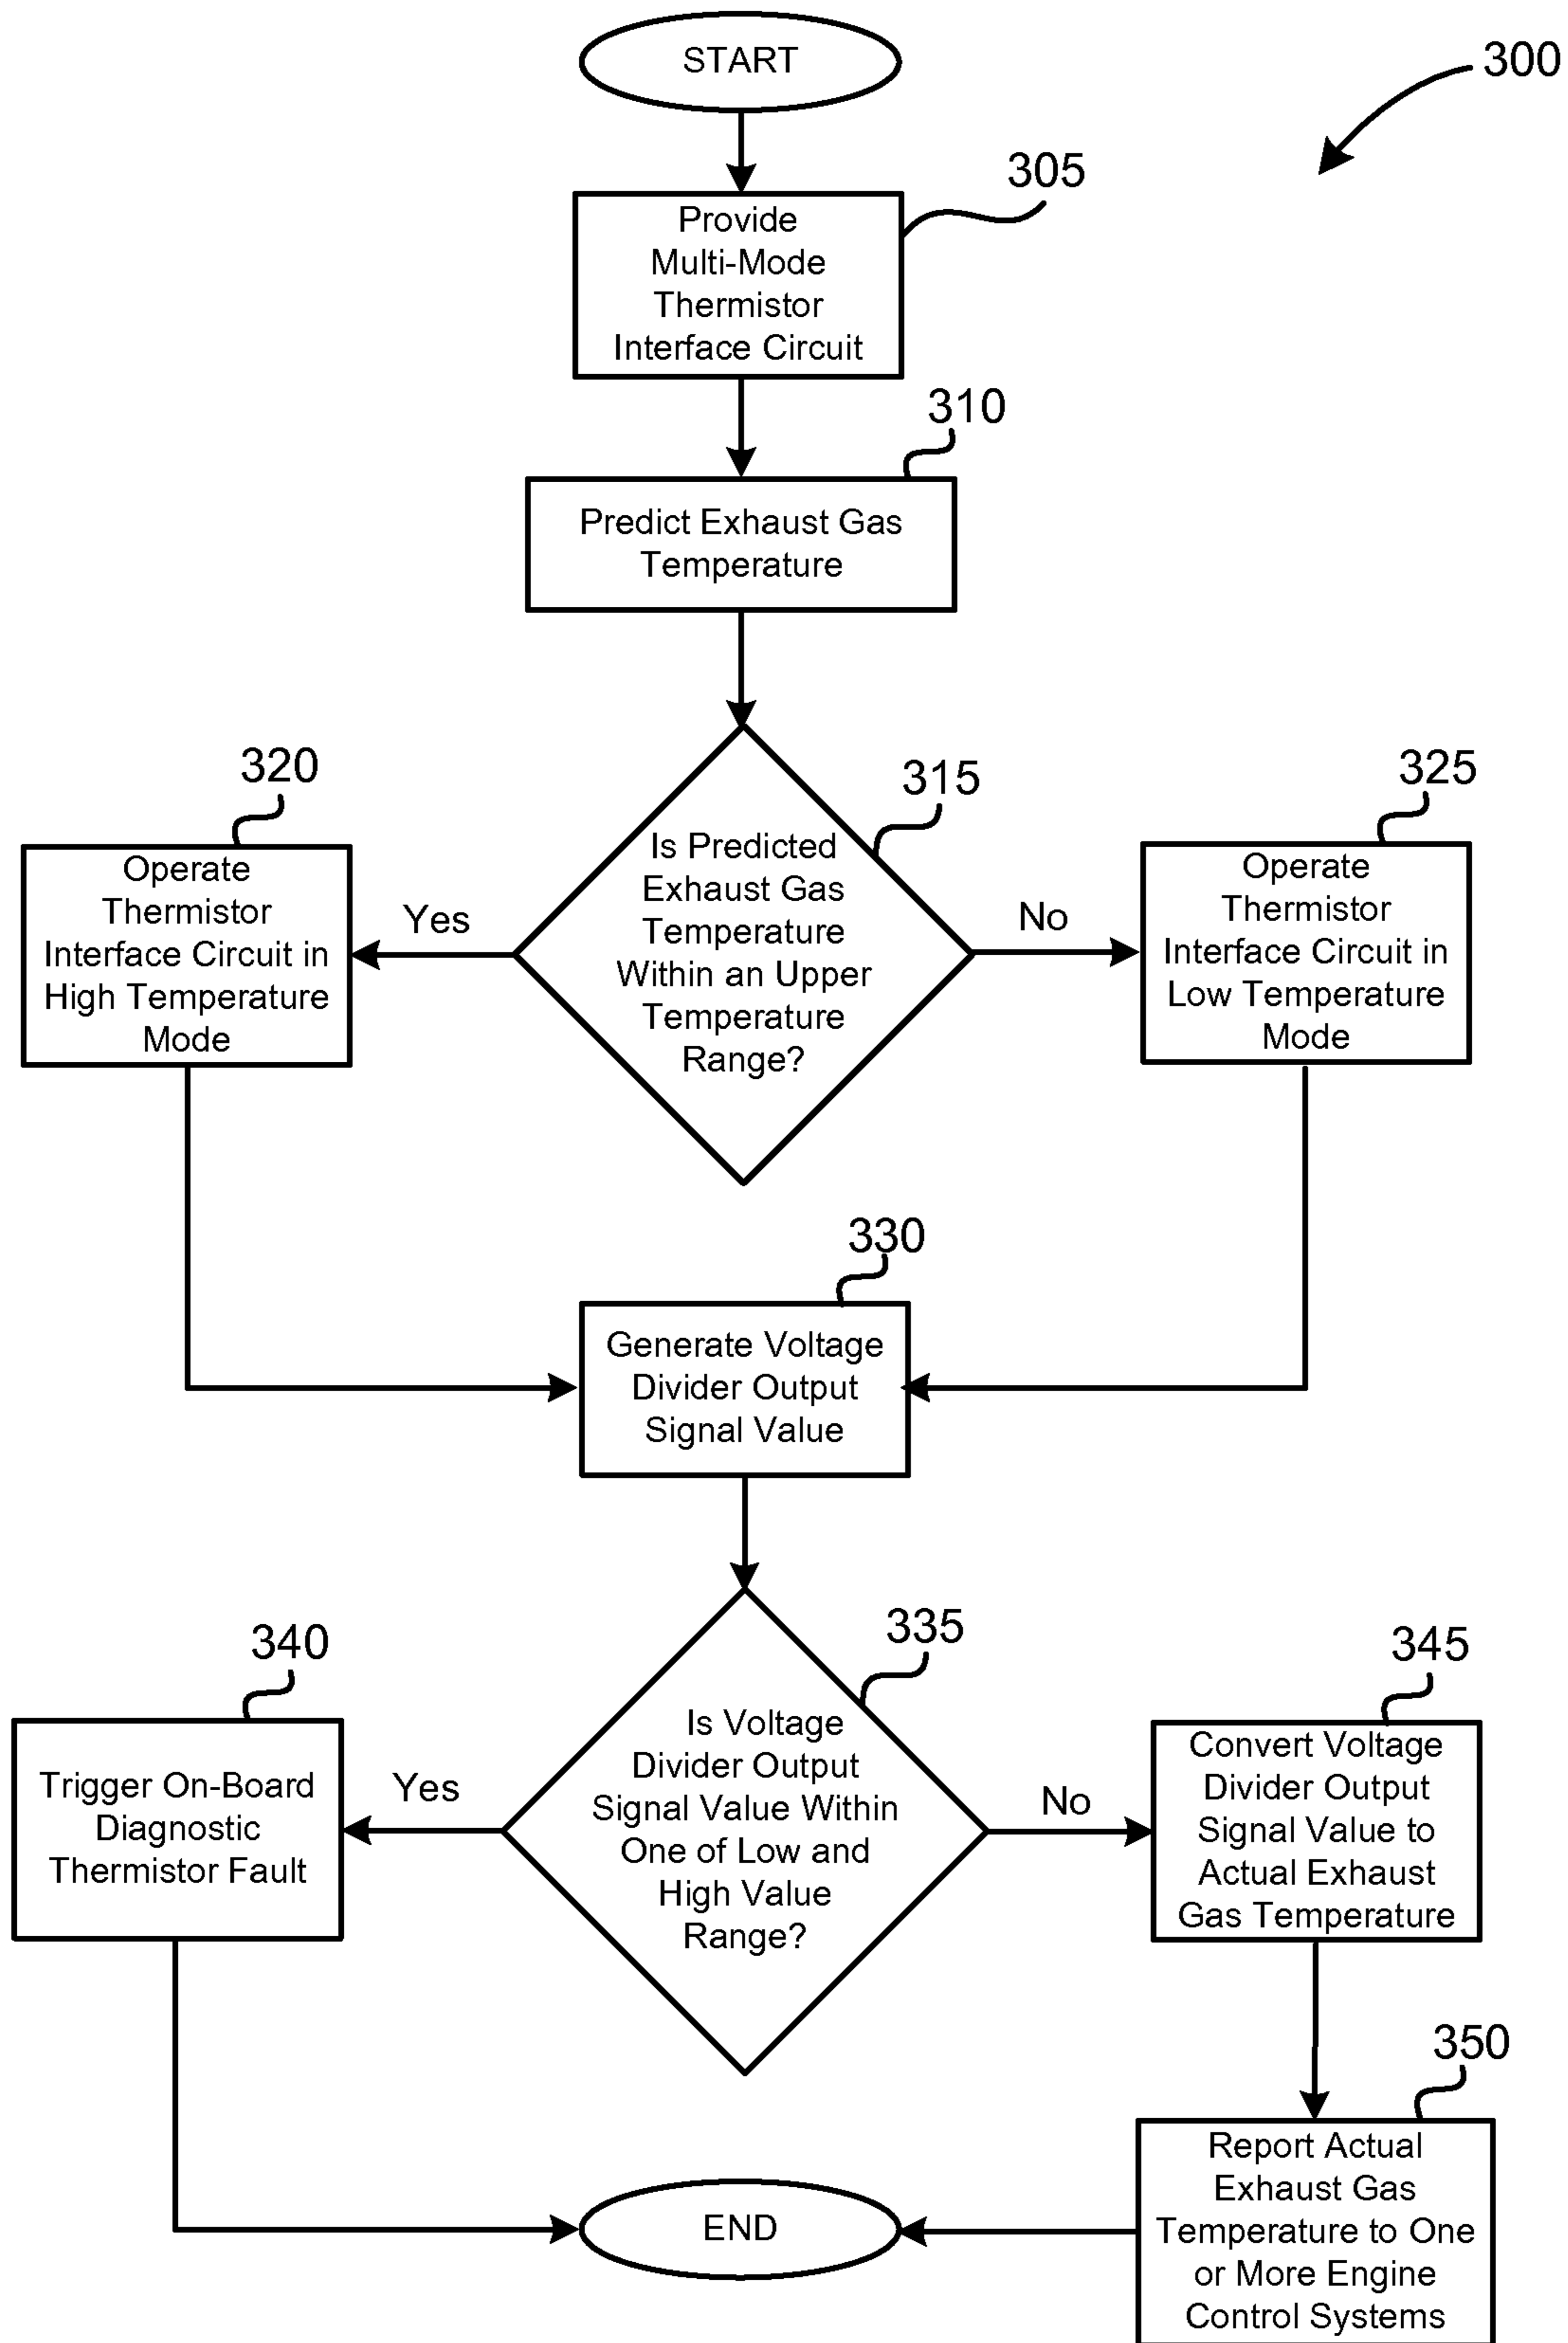 START
300
305
Provide
Multi-Mode
Thermistor
Interface Circuit
310
Predict Exhaust Gas
Temperature
315
Is Predicted
Exhaust Gas
Temperature
Within an Upper
Temperature
Range?
Yes
No
320
Operate
Thermistor
Interface Circuit in
High Temperature
Mode
325
Operate
Thermistor
Interface Circuit in
Low Temperature
Mode
330
Generate Voltage
Divider Output
Signal Value
335
Is Voltage
Divider Output
Signal Value Within
One of Low and
High Value
Range?
Yes
No
340
Trigger On-Board
Diagnostic
Thermistor Fault
345
Convert Voltage
Divider Output
Signal Value to
Actual Exhaust
Gas Temperature
350
Report Actual
Exhaust Gas
Temperature to One
or More Engine
Control Systems
END